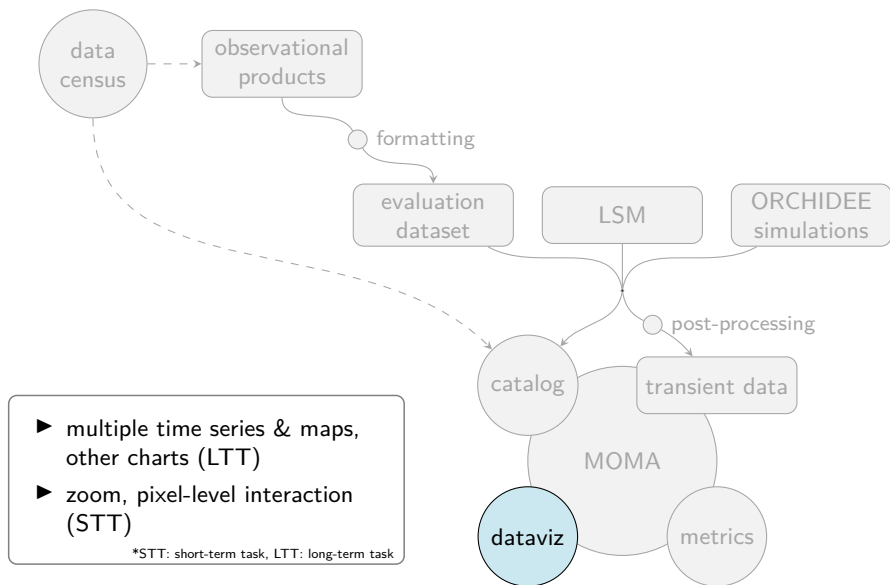 data
census
observational
products
formatting
evaluation
dataset
LSM
ORCHIDEE
simulations
post-processing
catalog
transient data
MOMA
dataviz
metrics
► multiple time series & maps,
other charts (LTT)
► zoom, pixel-level interaction
(STT)
*STT: short-term task, LTT: long-term task